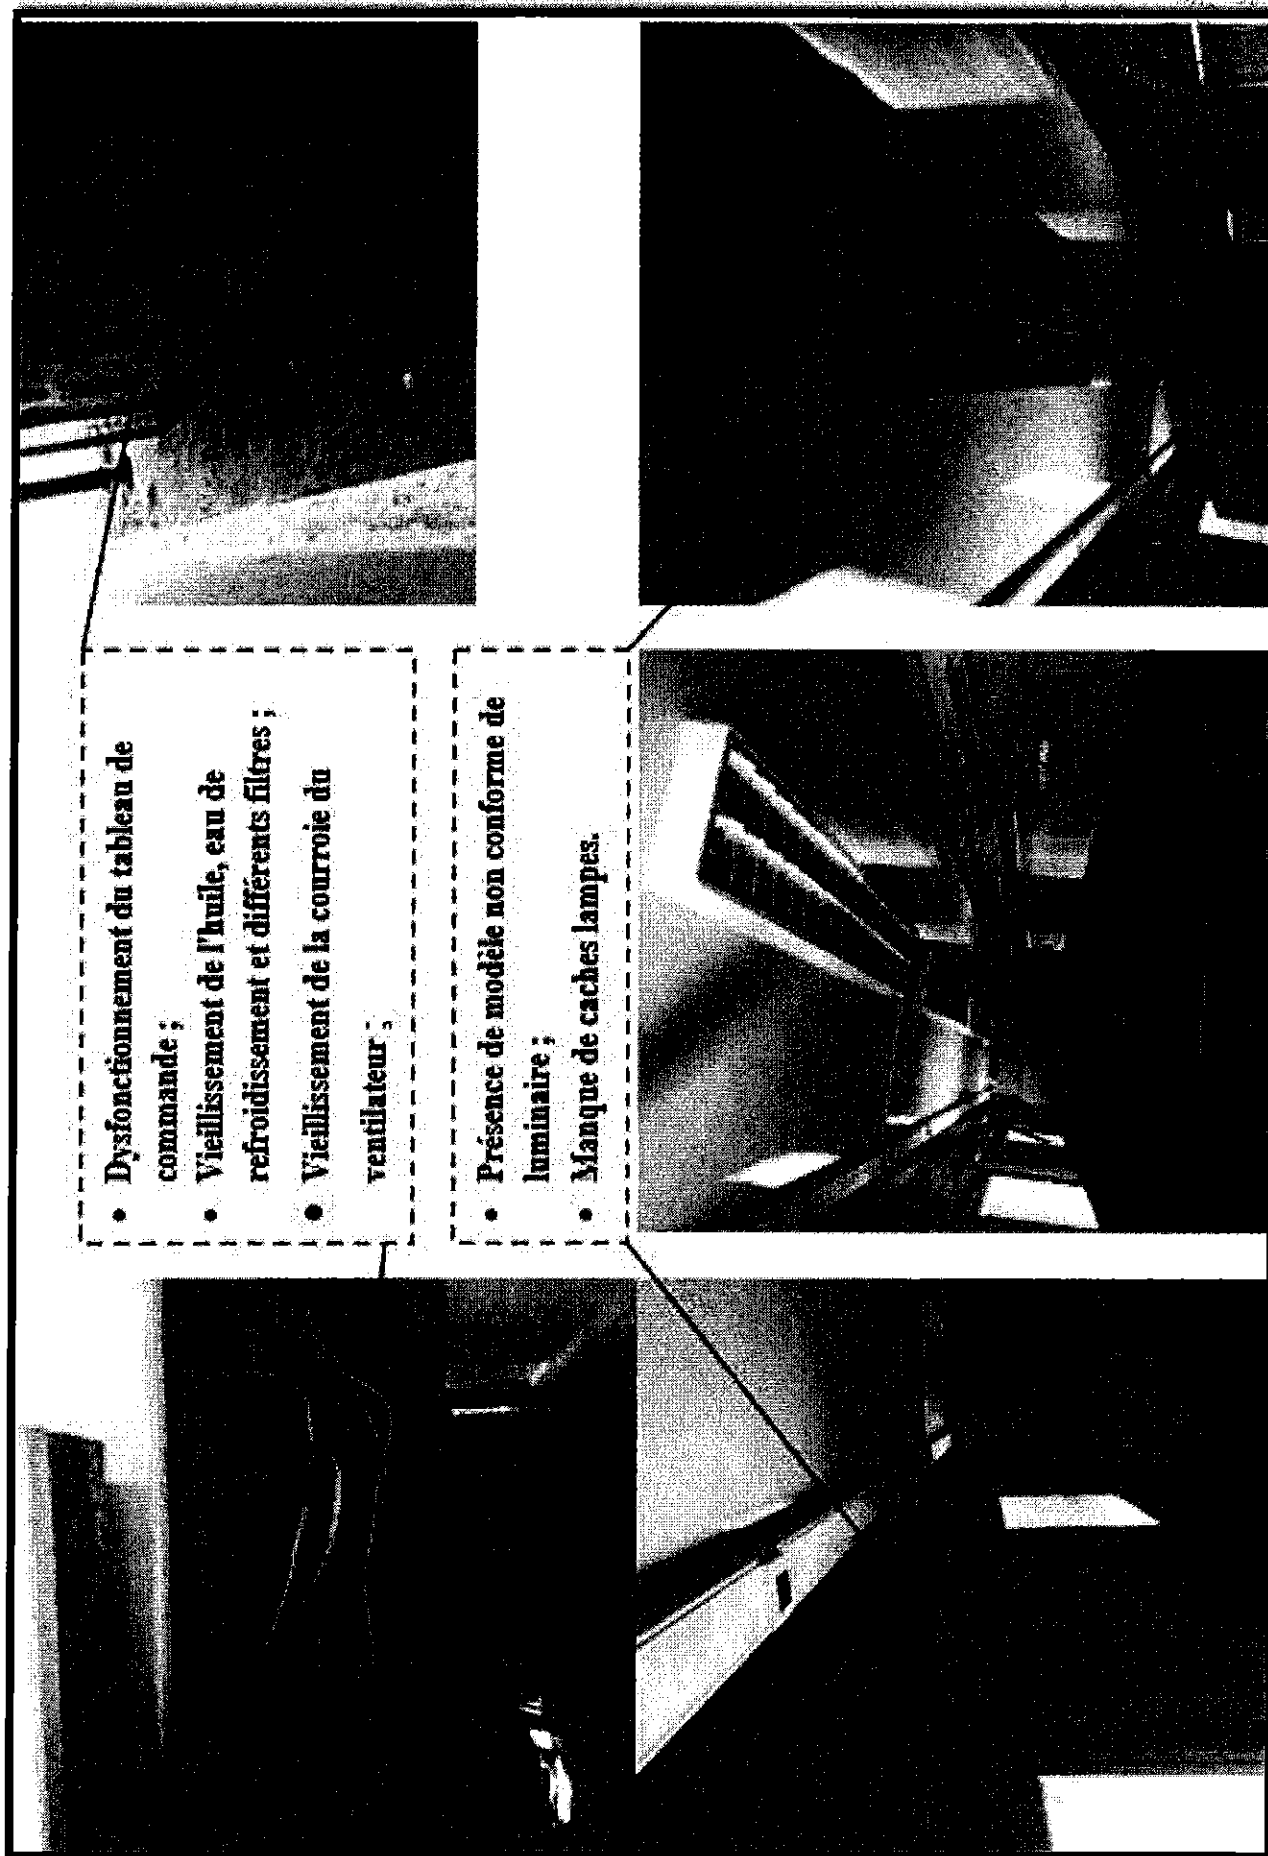 • Dysfonctionnement du tableau de
commande ;
• Vieillissement de l'huile, eau de
refroidissement et différents filtres ;
• Vieillissement de la courroie du
ventilateur ;
• Présence de modèle non conforme de
luminaire ;
• Manque de caches lampes.